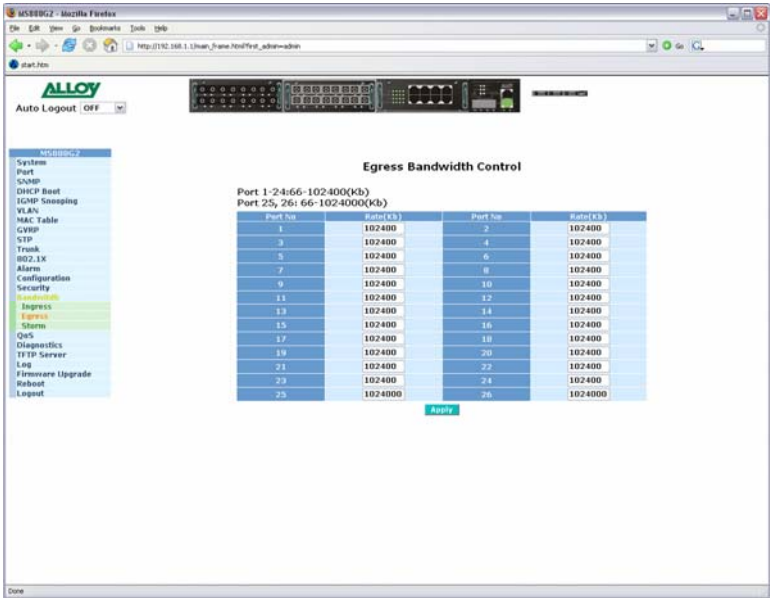 MS888G2 - Mozilla Firefox
File Edit View Go Bookmarks Tools Help
http://192.168.1.1/main_frame.html?first_admin=admin
Go
start.htm
ALLOY
Auto Logout OFF
MS888G2
System
Port
SNMP
DHCP Boot
IGMP Snooping
VLAN
MAC Table
GVRP
STP
Trunk
802.1X
Alarm
Configuration
Security
Bandwidth
Ingress
Egress
Storm
QoS
Diagnostics
TFTP Server
Log
Firmware Upgrade
Reboot
Logout
Egress Bandwidth Control
Port 1-24:66-102400(Kb)
Port 25, 26: 66-1024000(Kb)
Port No Rate(Kb) Port No Rate(Kb)
1 102400 2 102400
3 102400 4 102400
5 102400 6 102400
7 102400 8 102400
9 102400 10 102400
11 102400 12 102400
13 102400 14 102400
15 102400 16 102400
17 102400 18 102400
19 102400 20 102400
21 102400 22 102400
23 102400 24 102400
25 1024000 26 1024000
Apply
Done